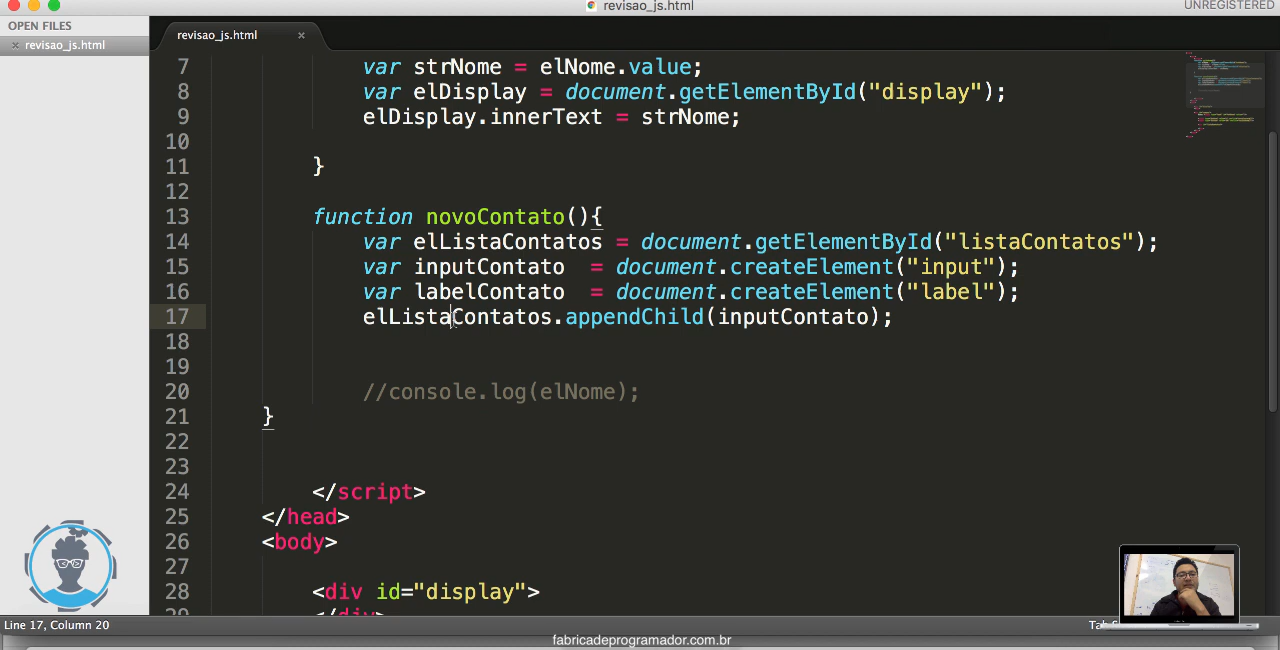 revisao_js.html
UNREGISTERED
OPEN FILES
× revisao_js.html
revisao_js.html ×
7 var strNome = elNome.value;
8 var elDisplay = document.getElementById("display");
9 elDisplay.innerText = strNome;
10
11 }
12
13 function novoContato(){
14 var elListaContatos = document.getElementById("listaContatos");
15 var inputContato = document.createElement("input");
16 var labelContato = document.createElement("label");
17 elListaContatos.appendChild(inputContato);
18
19
20 //console.log(elNome);
21 }
22
23
24 </script>
25 </head>
26 <body>
27
28 <div id="display">
29 </div>
Line 17, Column 20
fabricadeprogramador.com.br